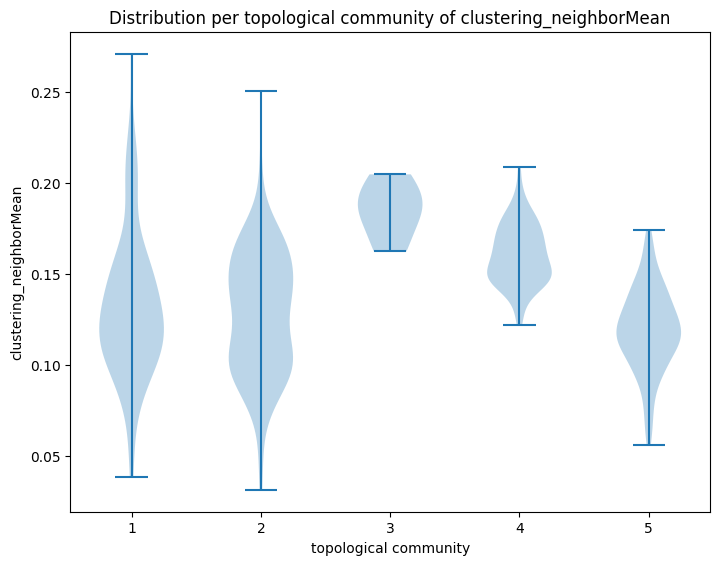 Distribution per topological community of clustering_neighborMean
clustering_neighborMean
0.25
0.20
0.15
0.10
0.05
1 2 3 4 5
topological community